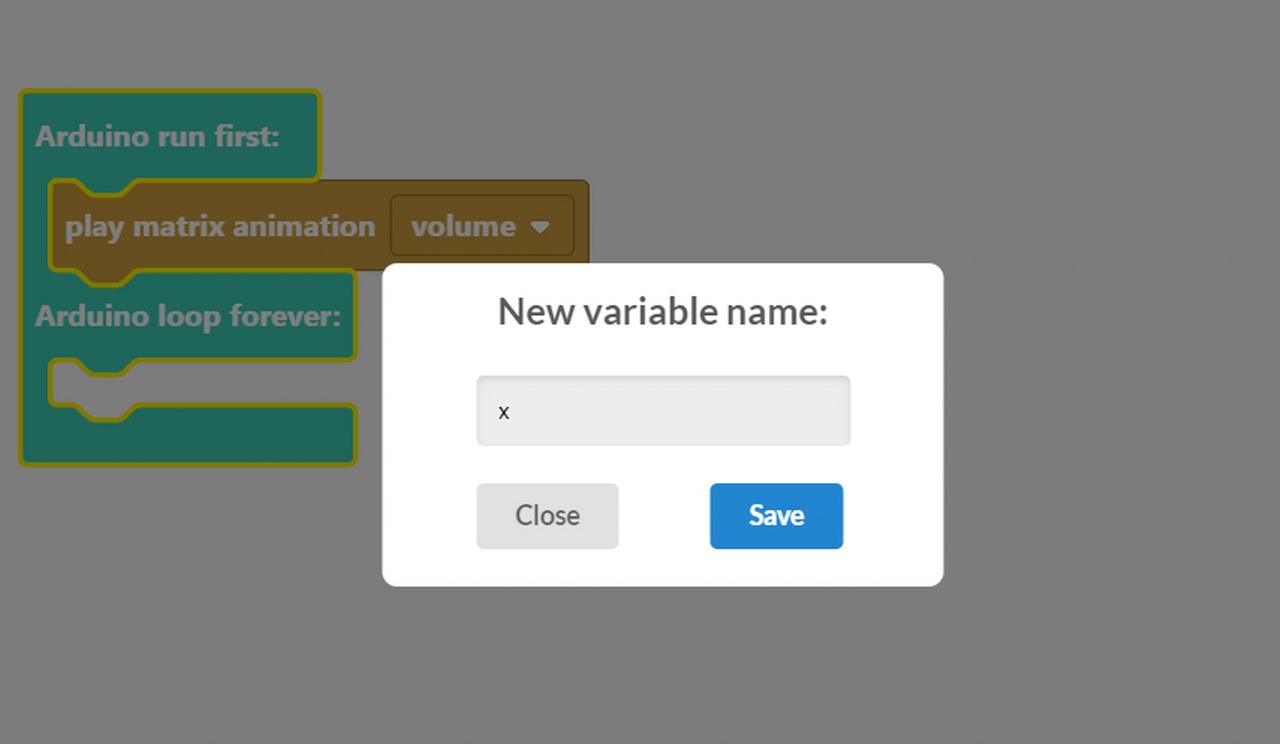 Arduino run first:
play matrix animation volume
Arduino loop forever:
New variable name:
x
Close Save